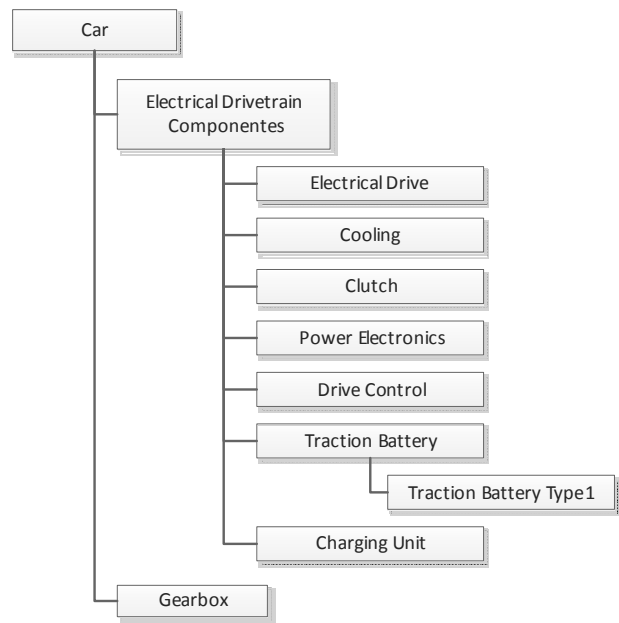 Car
Electrical Drivetrain
Componentes
Electrical Drive
Cooling
Clutch
Power Electronics
Drive Control
Traction Battery
Traction Battery Type1
Charging Unit
Gearbox